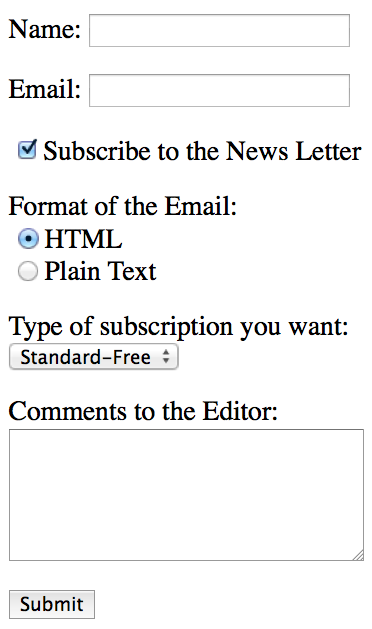 Name:
Email:
Subscribe to the News Letter
Format of the Email:
HTML
Plain Text
Type of subscription you want:
Standard-Free
Comments to the Editor:
Submit